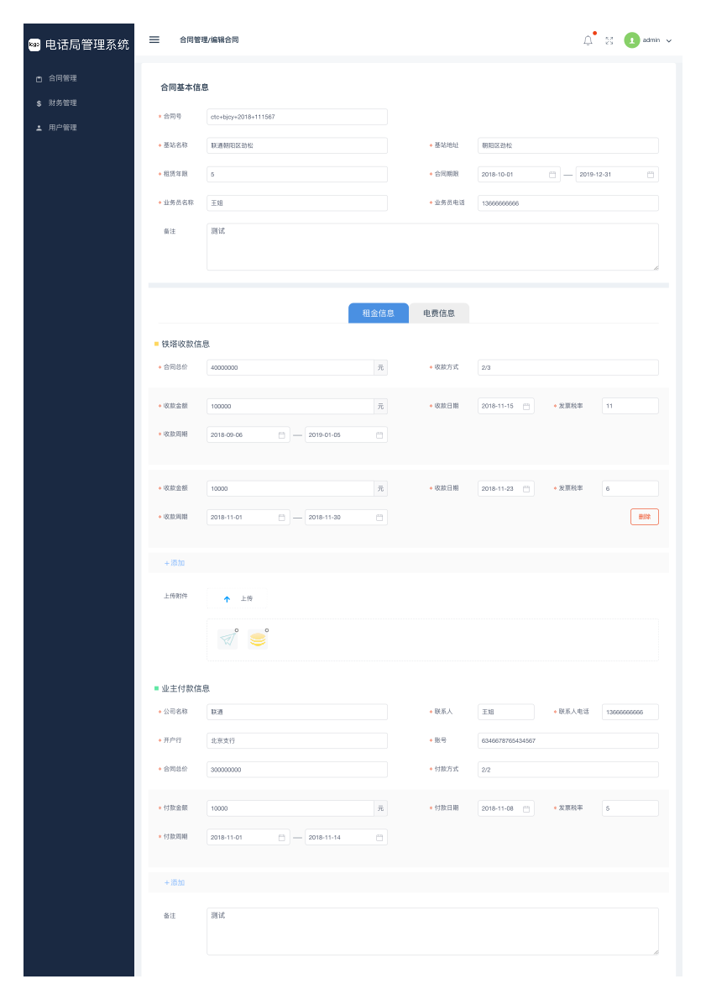 logo 电话局管理系统
合同管理/编辑合同
admin
合同管理
财务管理
用户管理
合同基本信息
* 合同号 ctc+bjcy+2018+111567
* 基站名称 联通朝阳区劲松 * 基站地址 朝阳区劲松
* 租赁年限 5 * 合同期限 2018-10-01 — 2019-12-31
* 业务员名称 王姐 * 业务员电话 13666666666
备注 测试
租金信息 电费信息
铁塔收款信息
* 合同总价 40000000 元 * 收款方式 2/3
* 收款金额 100000 元 * 收款日期 2018-11-15 * 发票税率 11
* 收款周期 2018-09-06 — 2019-01-05
* 收款金额 10000 元 * 收款日期 2018-11-23 * 发票税率 6
* 收款周期 2018-11-01 — 2018-11-30 删除
+ 添加
上传附件 上传
业主付款信息
* 公司名称 联通 * 联系人 王姐 * 联系人电话 13666666666
* 开户行 北京支行 * 账号 6346678765434567
* 合同总价 300000000 * 付款方式 2/2
* 付款金额 10000 元 * 付款日期 2018-11-08 * 发票税率 5
* 付款周期 2018-11-01 — 2018-11-14
+ 添加
备注 测试